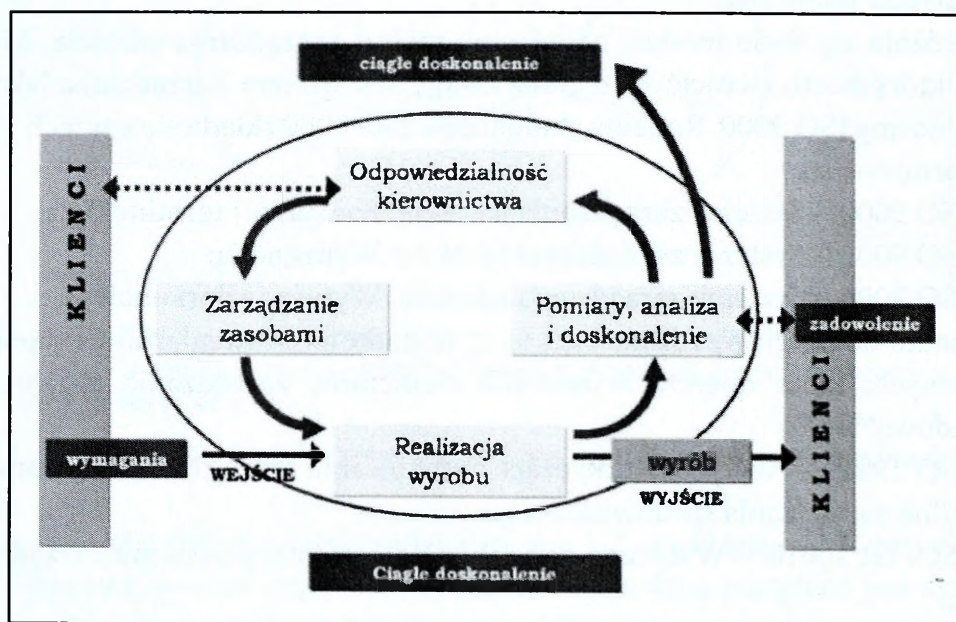 ciągłe doskonalenie
KLIENCI
Odpowiedzialność
kierownictwa
Zarządzanie
zasobami
Pomiary, analiza
i doskonalenie
zadowolenie
KLIENCI
wymagania
WEJŚCIE
Realizacja
wyrobu
wyrób
WYJŚCIE
Ciągłe doskonalenie